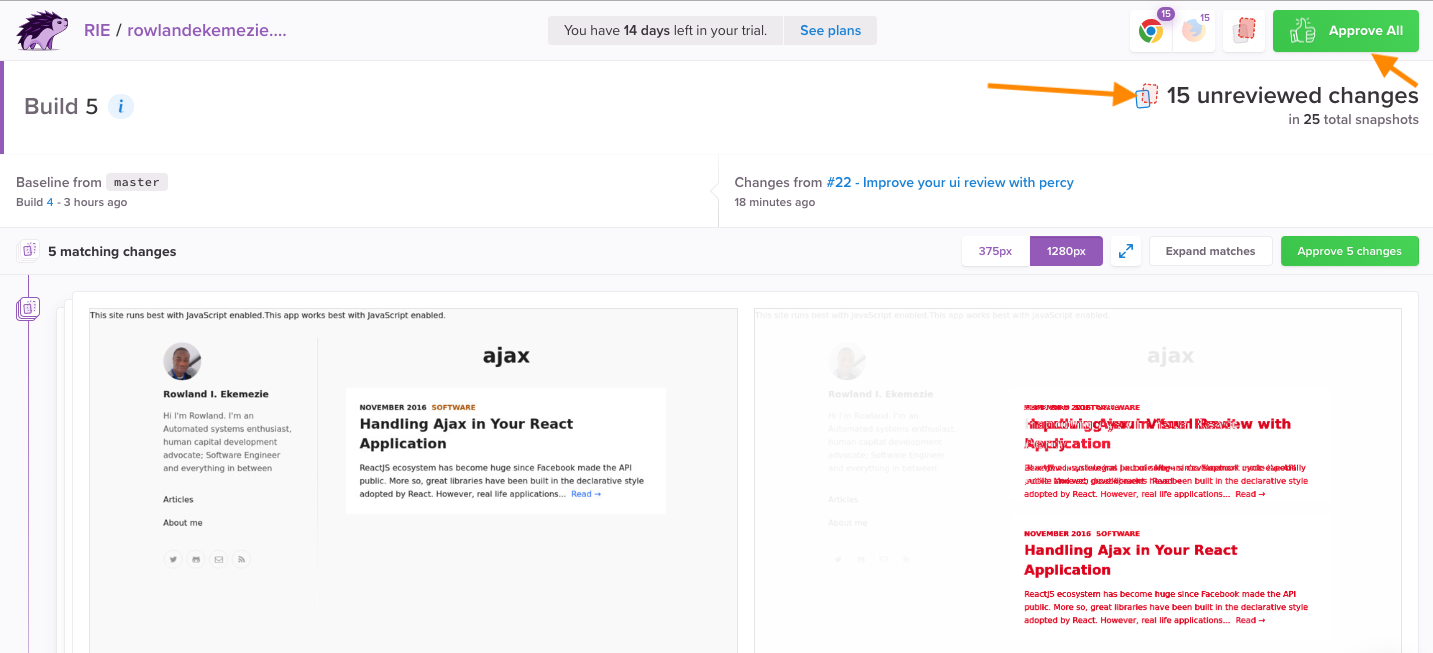 RIE / rowlandekemezie....
You have 14 days left in your trial. See plans
15
15
Approve All
Build 5 i
15 unreviewed changes
in 25 total snapshots
Baseline from master
Build 4 - 3 hours ago
Changes from #22 - Improve your ui review with percy
18 minutes ago
5 matching changes
375px 1280px Expand matches Approve 5 changes
This site runs best with JavaScript enabled.This app works best with JavaScript enabled.
Rowland I. Ekemezie
Hi I'm Rowland. I'm an
Automated systems enthusiast,
human capital development
advocate; Software Engineer
and everything in between
Articles
About me
ajax
NOVEMBER 2016 SOFTWARE
Handling Ajax in Your React
Application
ReactJS ecosystem has become huge since Facebook made the API
public. More so, great libraries have been built in the declarative style
adopted by React. However, real life applications... Read →
This site runs best with JavaScript enabled.This app works best with JavaScript enabled.
Rowland I. Ekemezie
Hi I'm Rowland. I'm an
Automated systems enthusiast,
human capital development
advocate; Software Engineer
and everything in between
Articles
About me
ajax
Review with
Application
built in the declarative style
adopted by React. However, real life applications... Read →
NOVEMBER 2016 SOFTWARE
Handling Ajax in Your React
Application
ReactJS ecosystem has become huge since Facebook made the API
public. More so, great libraries have been built in the declarative style
adopted by React. However, real life applications... Read →